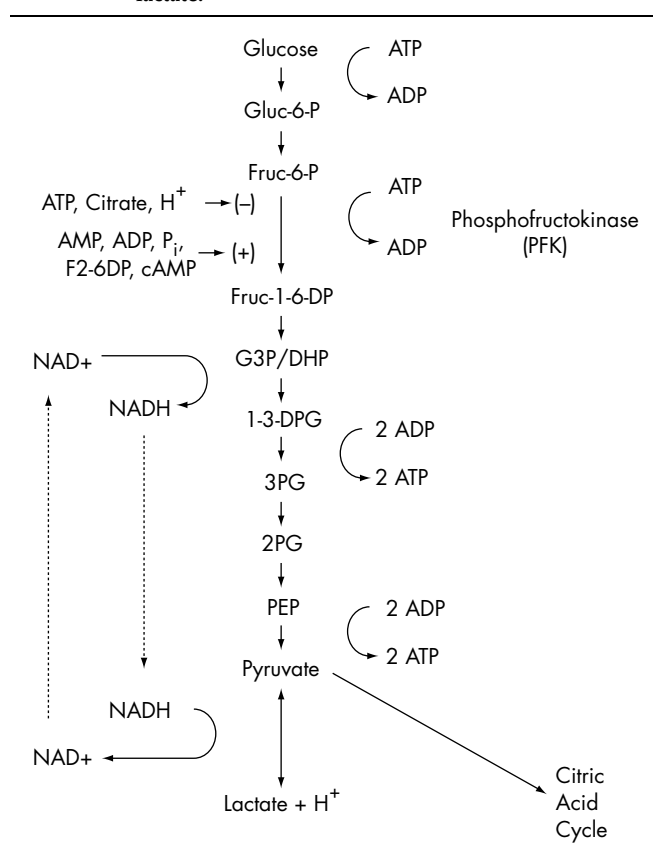 lactate.
Glucose
ATP
ADP
Gluc-6-P
Fruc-6-P
ATP, Citrate, H+ (–)
ATP
ADP
Phosphofructokinase
(PFK)
AMP, ADP, Pi,
F2-6DP, cAMP
(+)
Fruc-1-6-DP
NAD+
G3P/DHP
NADH
1-3-DPG
2 ADP
2 ATP
3PG
2PG
PEP
2 ADP
2 ATP
Pyruvate
NADH
NAD+
Lactate + H+
Citric
Acid
Cycle